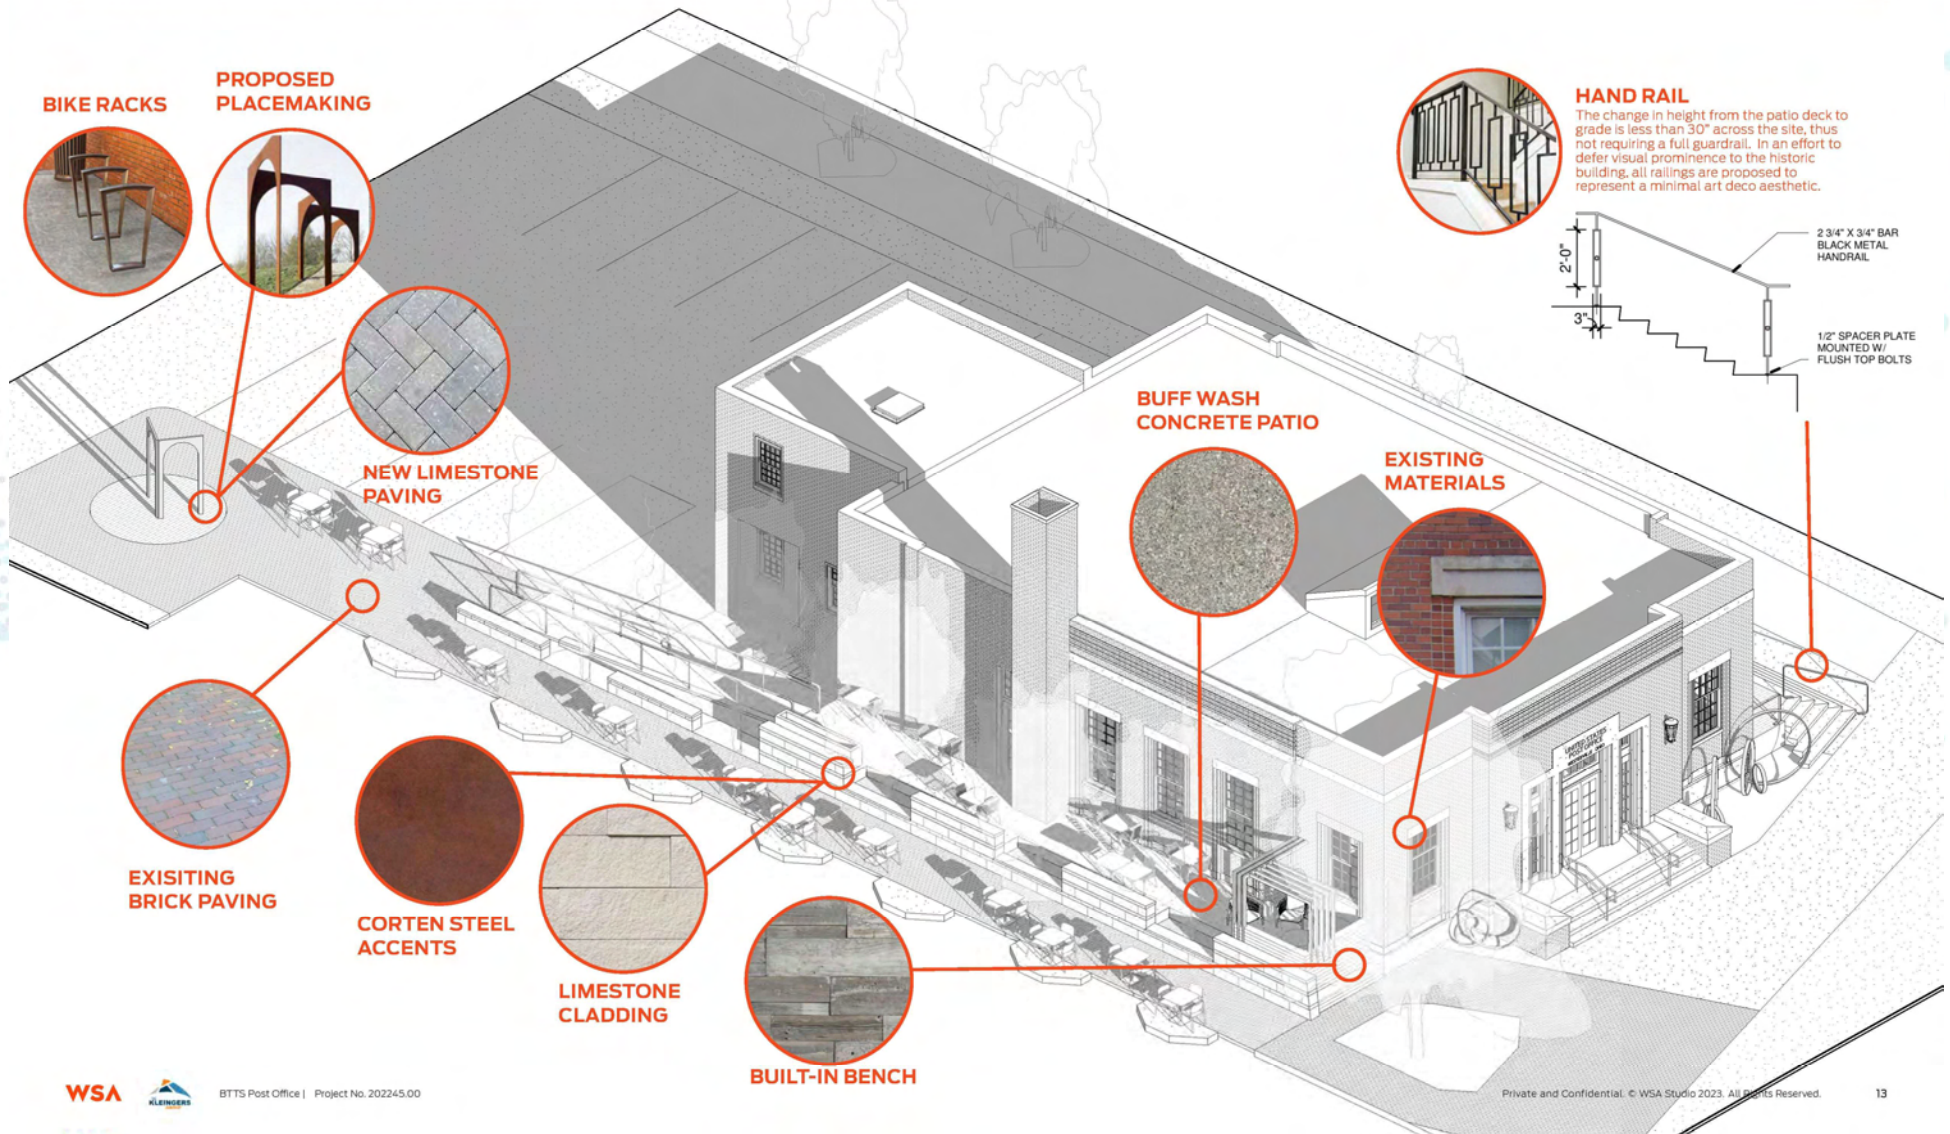 BIKE RACKS
PROPOSED
PLACEMAKING
HAND RAIL
The change in height from the patio deck to
grade is less than 30" across the site, thus
not requiring a full guardrail. In an effort to
defer visual prominence to the historic
building, all railings are proposed to
represent a minimal art deco aesthetic.
2'-0"
3"
2 3/4" X 3/4" BAR
BLACK METAL
HANDRAIL
1/2" SPACER PLATE
MOUNTED W/
FLUSH TOP BOLTS
NEW LIMESTONE
PAVING
BUFF WASH
CONCRETE PATIO
EXISTING
MATERIALS
UNITED STATES
POST OFFICE
EXISITING
BRICK PAVING
CORTEN STEEL
ACCENTS
LIMESTONE
CLADDING
BUILT-IN BENCH
WSA
KLEINGERS
BTTS Post Office | Project No. 202245.00
Private and Confidential. © WSA Studio 2023. All Rights Reserved.
13